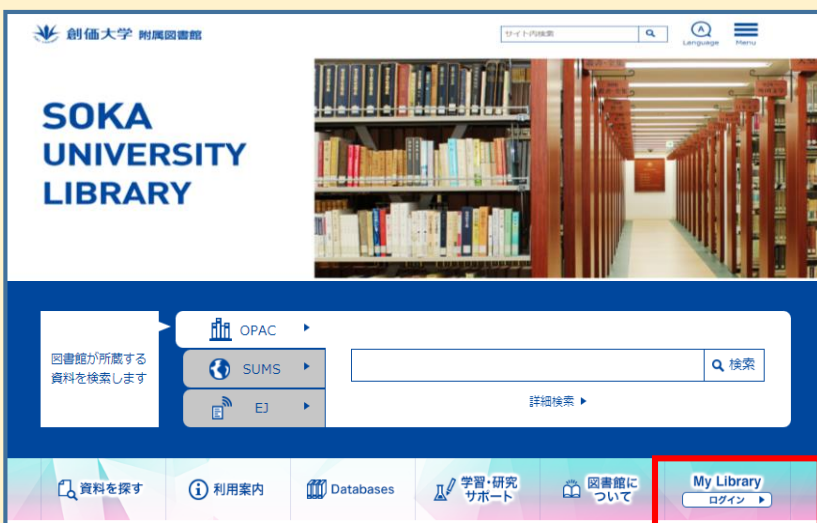 創価大学 附属図書館
サイト内検索
Language
Menu
SOKA
UNIVERSITY
LIBRARY
図書館が所蔵する
資料を検索します
OPAC
SUMS
EJ
検索
詳細検索
資料を探す
利用案内
Databases
学習・研究
サポート
図書館に
ついて
My Library
ログイン